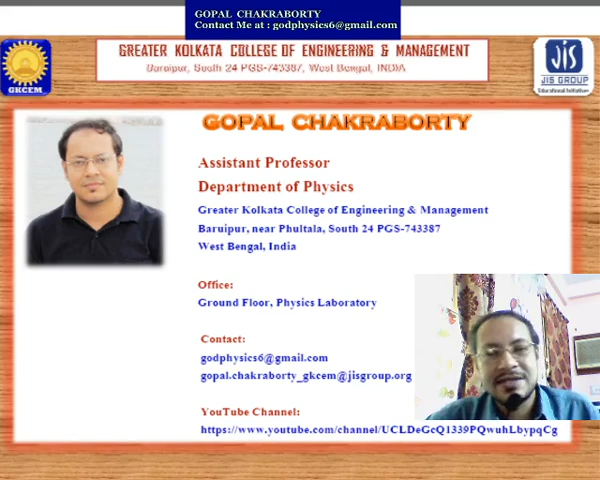 GOPAL CHAKRABORTY
Contact Me at : godphysics6@gmail.com
GREATER KOLKATA COLLEGE OF ENGINEERING & MANAGEMENT
Baruipur, South 24 PGS-743387, West Bengal, INDIA
GKCEM
JIS
JIS GROUP
Educational Initiatives
GOPAL CHAKRABORTY
Assistant Professor
Department of Physics
Greater Kolkata College of Engineering & Management
Baruipur, near Phultala, South 24 PGS-743387
West Bengal, India
Office:
Ground Floor, Physics Laboratory
Contact:
godphysics6@gmail.com
gopal.chakraborty_gkcem@jisgroup.org
YouTube Channel:
https://www.youtube.com/channel/UCLDeGcQ1339PQwuhLbypqCg